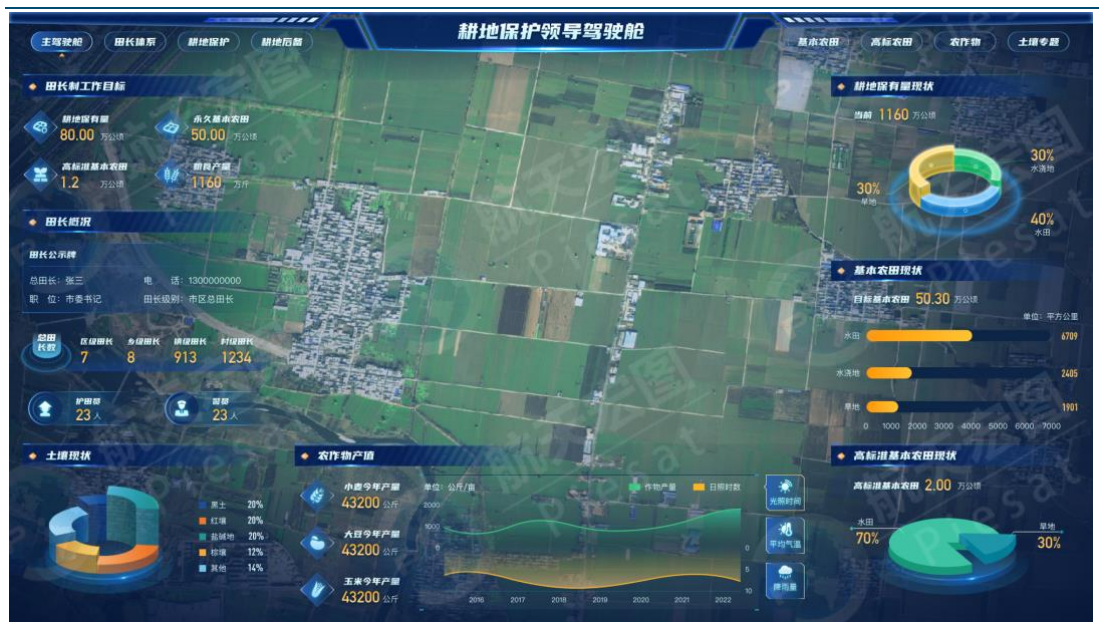 耕地保护领导驾驶舱
主驾驶舱 田长体系 耕地保护 耕地后备
基本农田 高标农田 农作物 土壤专题
田长制工作目标
耕地保有量
80.00 万公顷
永久基本农田
50.00 万公顷
高标准基本农田
1.2 万公顷
粮食产量
1160 万斤
田长概况
田长公示牌
总田长: 张三 电 话: 1300000000
职 位: 市委书记 田长级别: 市区总田长
总田
长数
区级田长 乡级田长 镇级田长 村级田长
7 8 913 1234
护田员
23 人
警员
23 人
土壤现状
黑土 20%
红壤 20%
盐碱地 20%
棕壤 12%
其他 14%
农作物产值
小麦今年产量
43200 公斤
大豆今年产量
43200 公斤
玉米今年产量
43200 公斤
单位: 公斤/亩
作物产量 日照时数
2000
1000
0
0
5
10
2016 2017 2018 2019 2020 2021 2022
光照时间
平均气温
降雨量
耕地保有量现状
当前 1160 万公顷
30%
水浇地
30%
旱地
40%
水田
基本农田现状
目标基本农田 50.30 万公顷
单位: 平方公里
水田 6709
水浇地 2405
旱地 1901
0 1000 2000 3000 4000 5000 6000 7000
高标准基本农田现状
高标准基本农田 2.00 万公顷
水田
70%
旱地
30%
航天宏图
Piesat